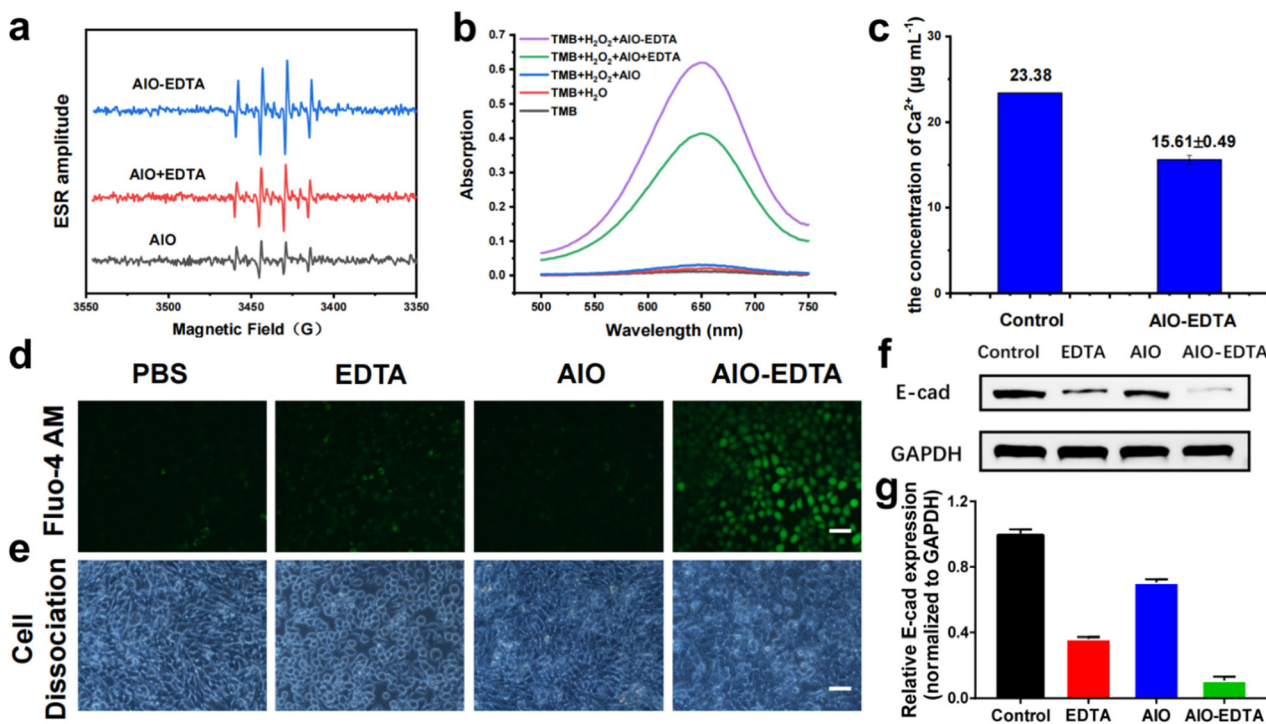 a
AIO-EDTA
AIO+EDTA
AIO
ESR amplitude
3550
3500
3450
3400
3350
Magnetic Field（G）
b
TMB+H₂O₂+AIO-EDTA
TMB+H₂O₂+AIO+EDTA
TMB+H₂O₂+AIO
TMB+H₂O
TMB
Absorption
0.7
0.6
0.5
0.4
0.3
0.2
0.1
0.0
500
550
600
650
700
750
Wavelength (nm)
c
the concentration of Ca²⁺ (μg mL⁻¹)
30
20
10
0
23.38
15.61±0.49
Control
AIO-EDTA
d
PBS
EDTA
AIO
AIO-EDTA
Fluo-4 AM
e
Cell
Dissociation
f
Control
EDTA
AIO
AIO-EDTA
E-cad
GAPDH
g
Relative E-cad expression
(normalized to GAPDH)
1.2
0.8
0.4
0.0
Control
EDTA
AIO
AIO-EDTA